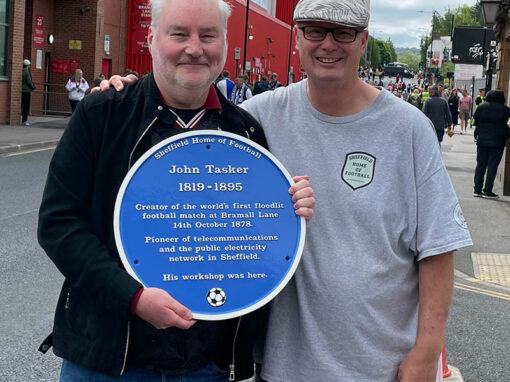 Sheffield Home of Football
John Tasker
1819 - 1895
Creator of the world's first floodlit
football match at Bramall Lane
14th October 1878.
Pioneer of telecommunications
and the public electricity
network in Sheffield.
His workshop was here.
SHEFFIELD
HOME OF
FOOTBALL